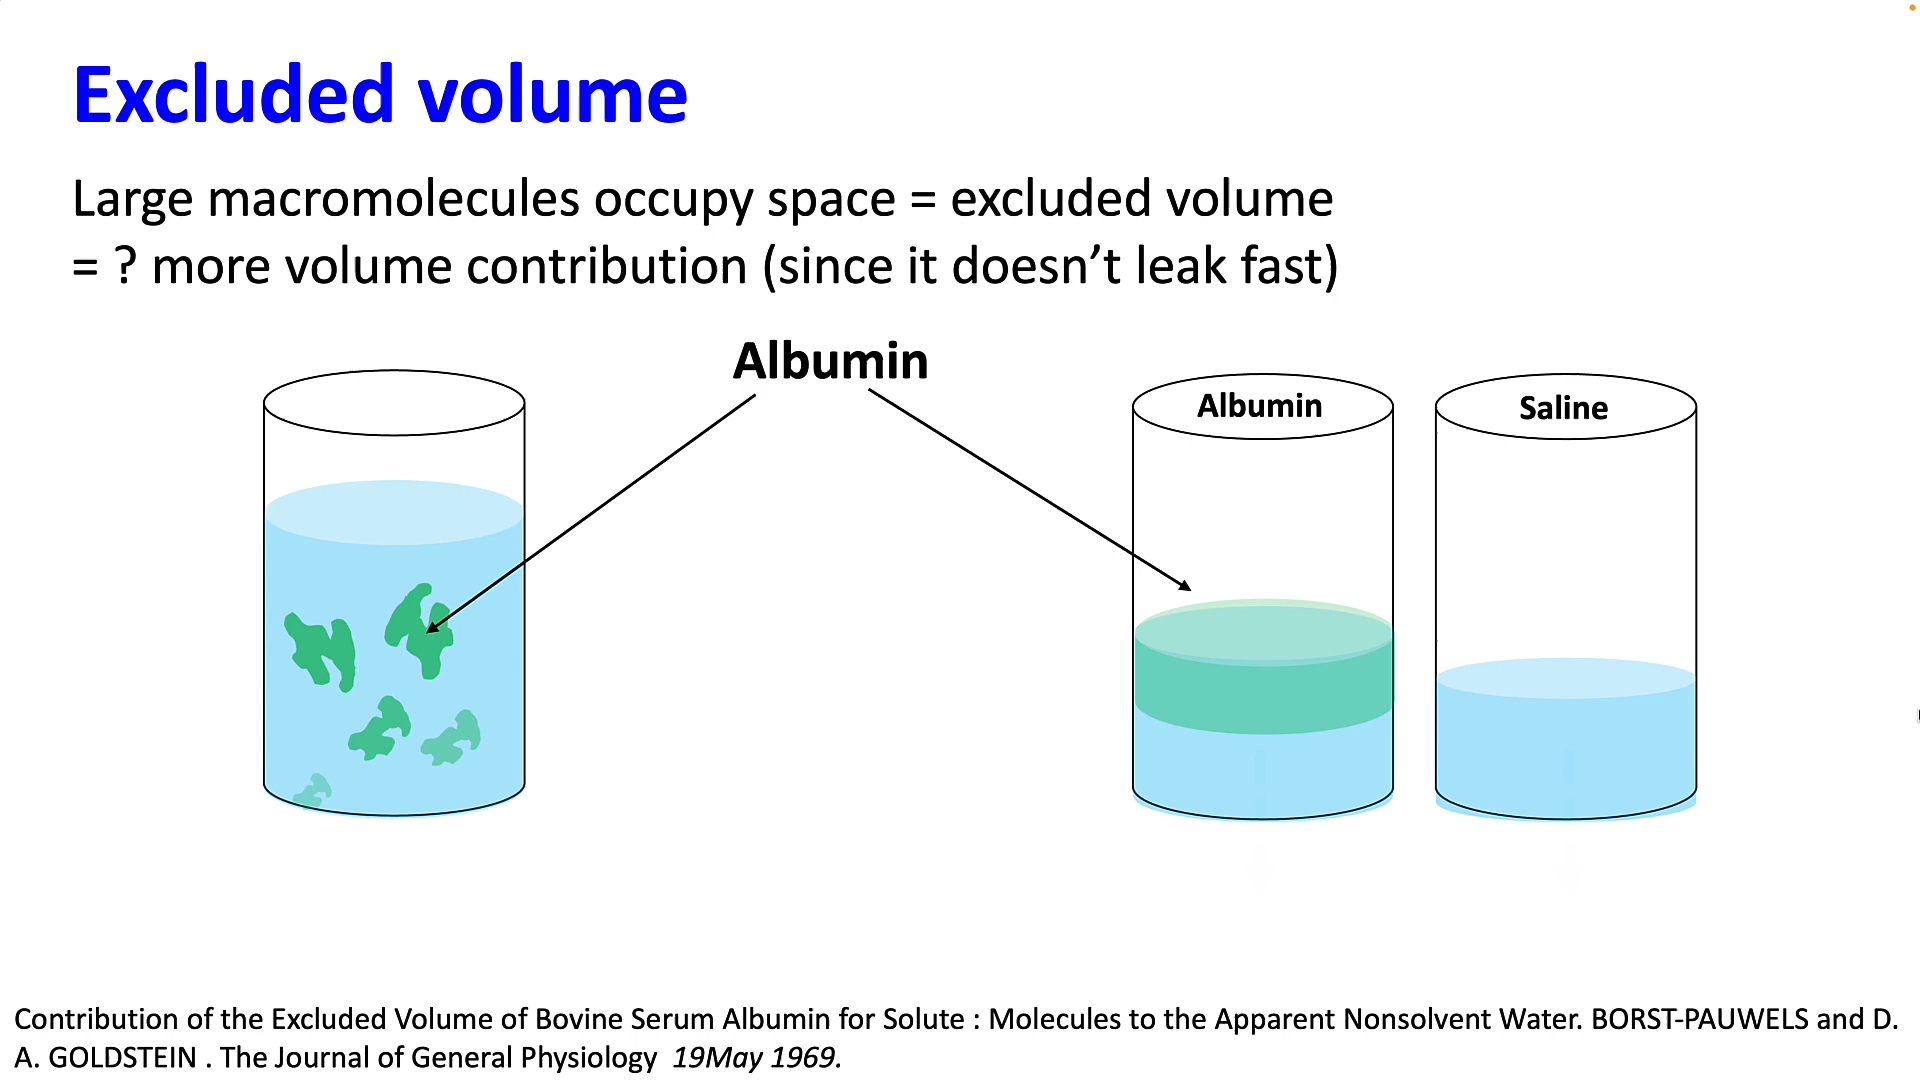 Excluded volume
Large macromolecules occupy space = excluded volume
= ? more volume contribution (since it doesn’t leak fast)
Albumin
Albumin
Saline
Contribution of the Excluded Volume of Bovine Serum Albumin for Solute : Molecules to the Apparent Nonsolvent Water. BORST-PAUWELS and D.
A. GOLDSTEIN . The Journal of General Physiology 19May 1969.